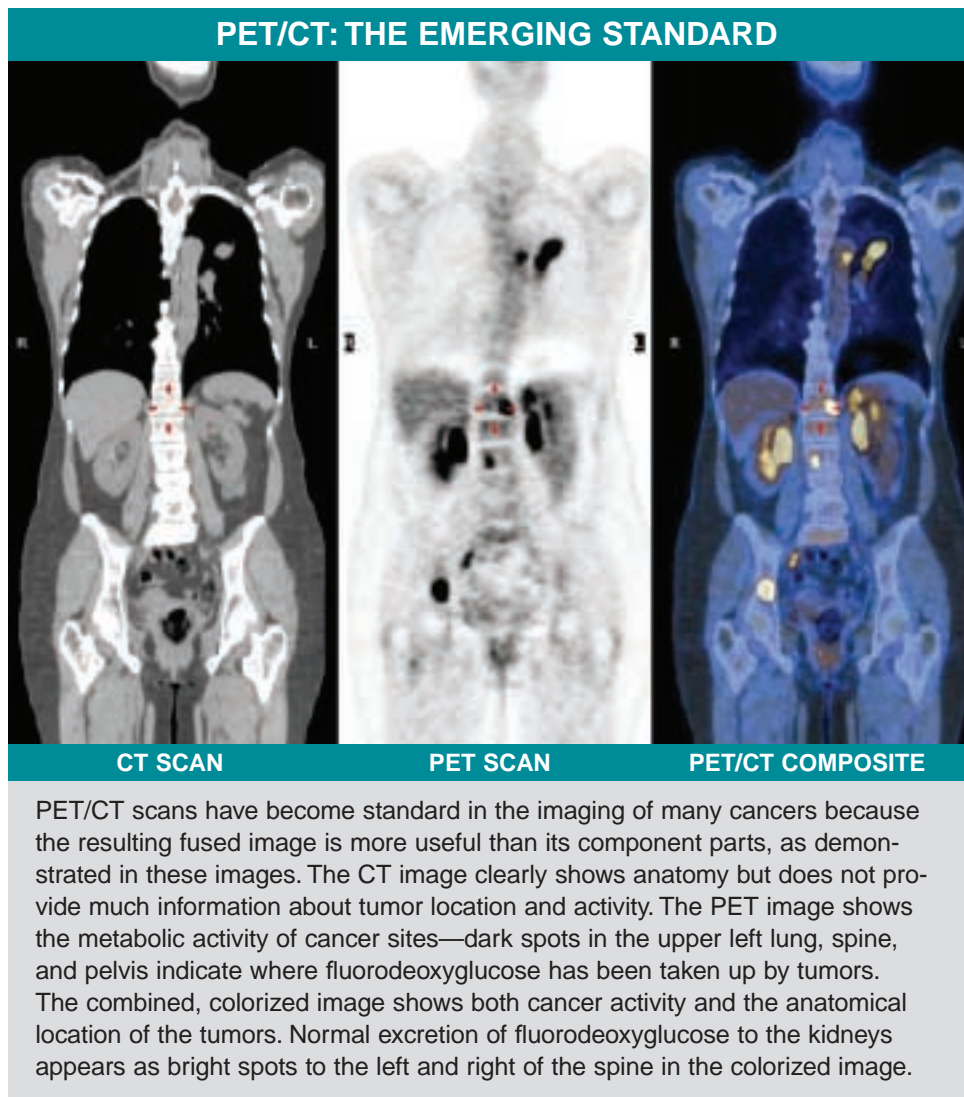 PET/CT: THE EMERGING STANDARD
R L R
CT SCAN PET SCAN PET/CT COMPOSITE
PET/CT scans have become standard in the imaging of many cancers because
the resulting fused image is more useful than its component parts, as demon-
strated in these images. The CT image clearly shows anatomy but does not pro-
vide much information about tumor location and activity. The PET image shows
the metabolic activity of cancer sites—dark spots in the upper left lung, spine,
and pelvis indicate where fluorodeoxyglucose has been taken up by tumors.
The combined, colorized image shows both cancer activity and the anatomical
location of the tumors. Normal excretion of fluorodeoxyglucose to the kidneys
appears as bright spots to the left and right of the spine in the colorized image.